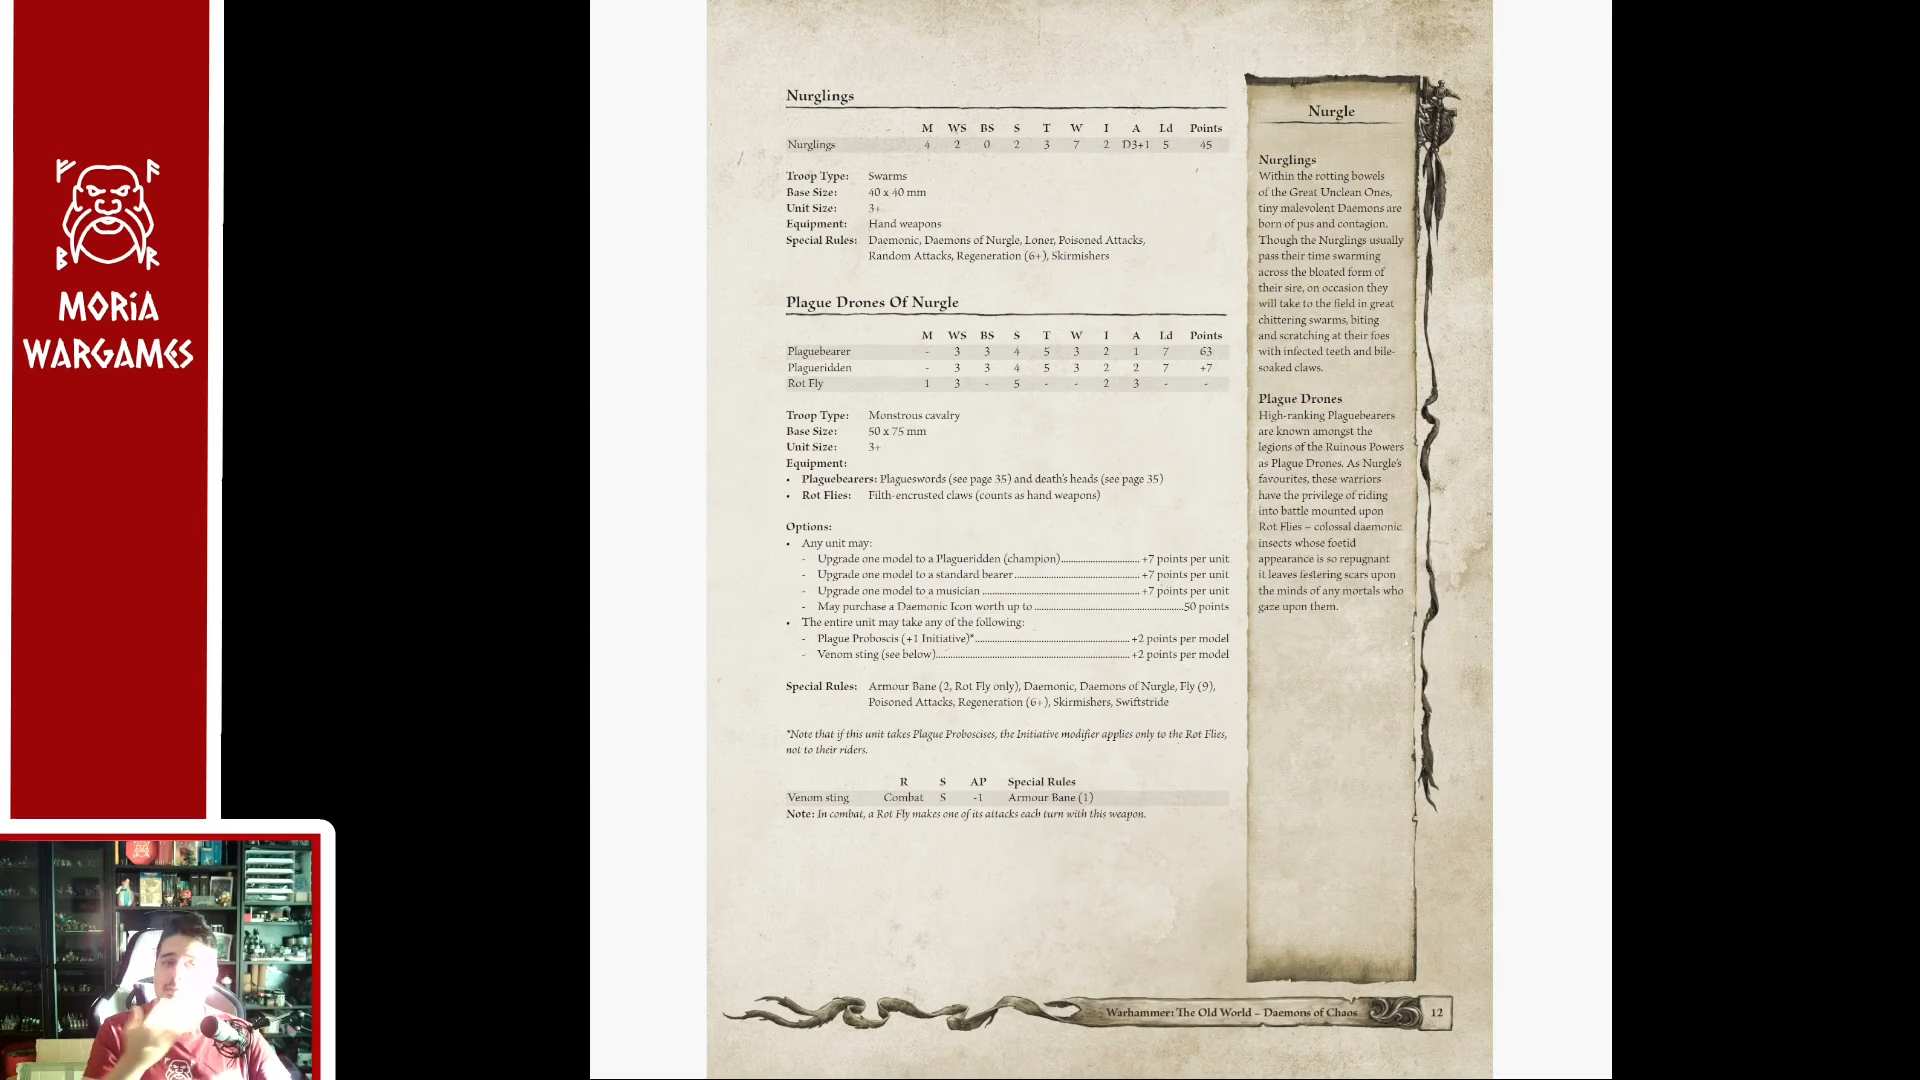 MORiA
WARGAMES
Nurglings
M WS BS S T W I A Ld Points
Nurglings 4 2 0 2 3 7 2 D3+1 5 45
Troop Type: Swarms
Base Size: 40 x 40 mm
Unit Size: 3+
Equipment: Hand weapons
Special Rules: Daemonic, Daemons of Nurgle, Loner, Poisoned Attacks,
Random Attacks, Regeneration (6+), Skirmishers
Plague Drones Of Nurgle
M WS BS S T W I A Ld Points
Plaguebearer - 3 3 4 5 3 2 1 7 63
Plagueridden - 3 3 4 5 3 2 2 7 +7
Rot Fly 1 3 - 5 - - 2 3 - -
Troop Type: Monstrous cavalry
Base Size: 50 x 75 mm
Unit Size: 3+
Equipment:
• Plaguebearers: Plagueswords (see page 35) and death's heads (see page 35)
• Rot Flies: Filth-encrusted claws (counts as hand weapons)
Options:
• Any unit may:
- Upgrade one model to a Plagueridden (champion)............................ +7 points per unit
- Upgrade one model to a standard bearer............................................ +7 points per unit
- Upgrade one model to a musician ...................................................... +7 points per unit
- May purchase a Daemonic Icon worth up to ....................................................50 points
• The entire unit may take any of the following:
- Plague Proboscis (+1 Initiative)*...................................................... +2 points per model
- Venom sting (see below)................................................................... +2 points per model
Special Rules: Armour Bane (2, Rot Fly only), Daemonic, Daemons of Nurgle, Fly (9),
Poisoned Attacks, Regeneration (6+), Skirmishers, Swiftstride
*Note that if this unit takes Plague Proboscises, the Initiative modifier applies only to the Rot Flies,
not to their riders.
R S AP Special Rules
Venom sting Combat S -1 Armour Bane (1)
Note: In combat, a Rot Fly makes one of its attacks each turn with this weapon.
Nurgle
Nurglings
Within the rotting bowels
of the Great Unclean Ones,
tiny malevolent Daemons are
born of pus and contagion.
Though the Nurglings usually
pass their time swarming
across the bloated form of
their sire, on occasion they
will take to the field in great
chittering swarms, biting
and scratching at their foes
with infected teeth and bile-
soaked claws.
Plague Drones
High-ranking Plaguebearers
are known amongst the
legions of the Ruinous Powers
as Plague Drones. As Nurgle's
favourites, these warriors
have the privilege of riding
into battle mounted upon
Rot Flies – colossal daemonic
insects whose foetid
appearance is so repugnant
it leaves festering scars upon
the minds of any mortals who
gaze upon them.
Warhammer: The Old World – Daemons of Chaos 12